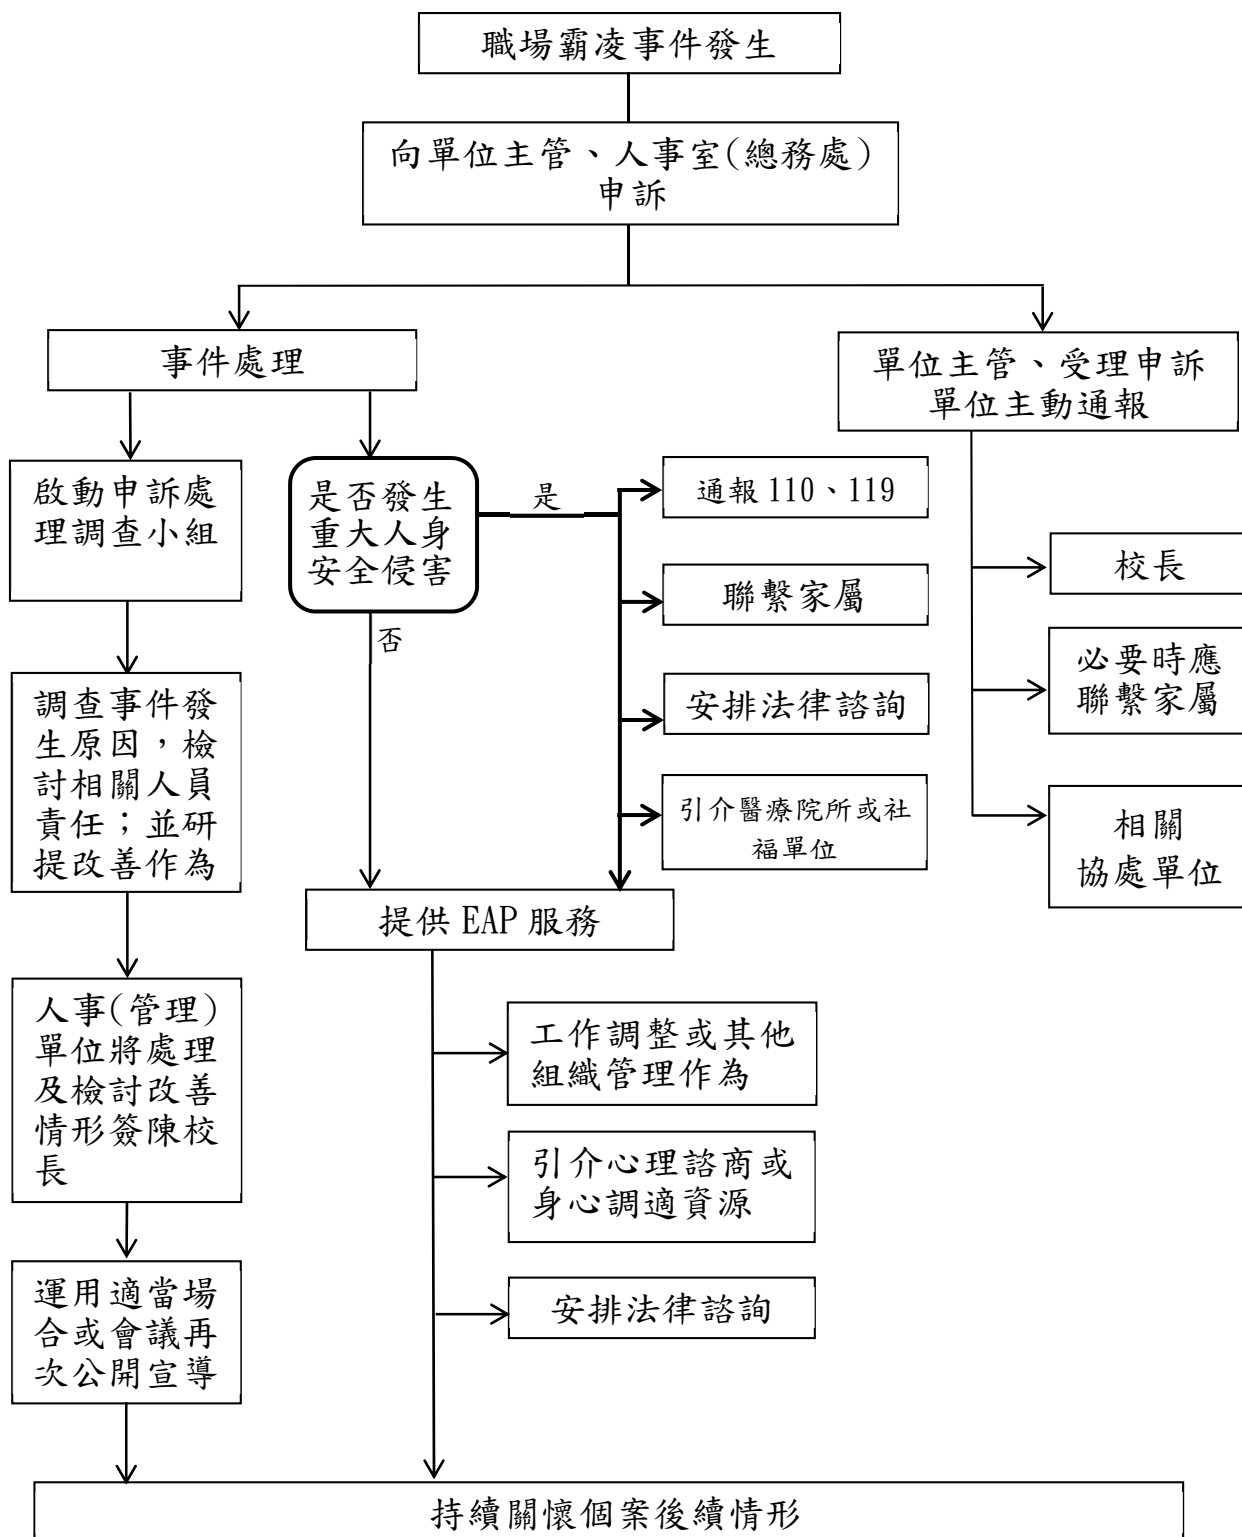 職場霸凌事件發生
向單位主管、人事室(總務處)
申訴
事件處理
單位主管、受理申訴
單位主動通報
啟動申訴處
理調查小組
是否發生
重大人身
安全侵害
是
否
通報 110、119
聯繫家屬
安排法律諮詢
引介醫療院所或社
福單位
校長
必要時應
聯繫家屬
相關
協處單位
調查事件發
生原因，檢
討相關人員
責任；並研
提改善作為
提供 EAP 服務
人事(管理)
單位將處理
及檢討改善
情形簽陳校
長
工作調整或其他
組織管理作為
引介心理諮商或
身心調適資源
安排法律諮詢
運用適當場
合或會議再
次公開宣導
持續關懷個案後續情形